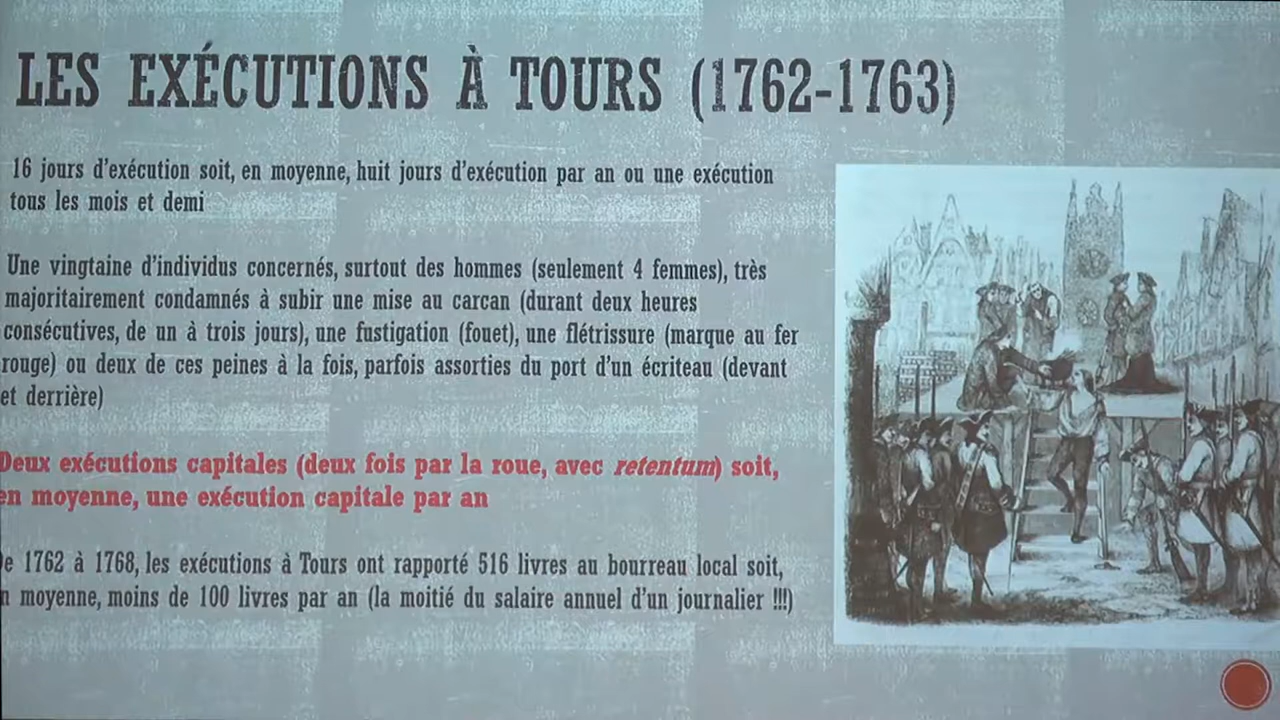 LES EXÉCUTIONS À TOURS (1762-1763)
16 jours d'exécution soit, en moyenne, huit jours d'exécution par an ou une exécution
tous les mois et demi
Une vingtaine d'individus concernés, surtout des hommes (seulement 4 femmes), très
majoritairement condamnés à subir une mise au carcan (durant deux heures
consécutives, de un à trois jours), une fustigation (fouet), une flétrissure (marque au fer
rouge) ou deux de ces peines à la fois, parfois assorties du port d'un écriteau (devant
et derrière)
Deux exécutions capitales (deux fois par la roue, avec retentum) soit,
en moyenne, une exécution capitale par an
De 1762 à 1768, les exécutions à Tours ont rapporté 516 livres au bourreau local soit,
n moyenne, moins de 100 livres par an (la moitié du salaire annuel d'un journalier !!!)